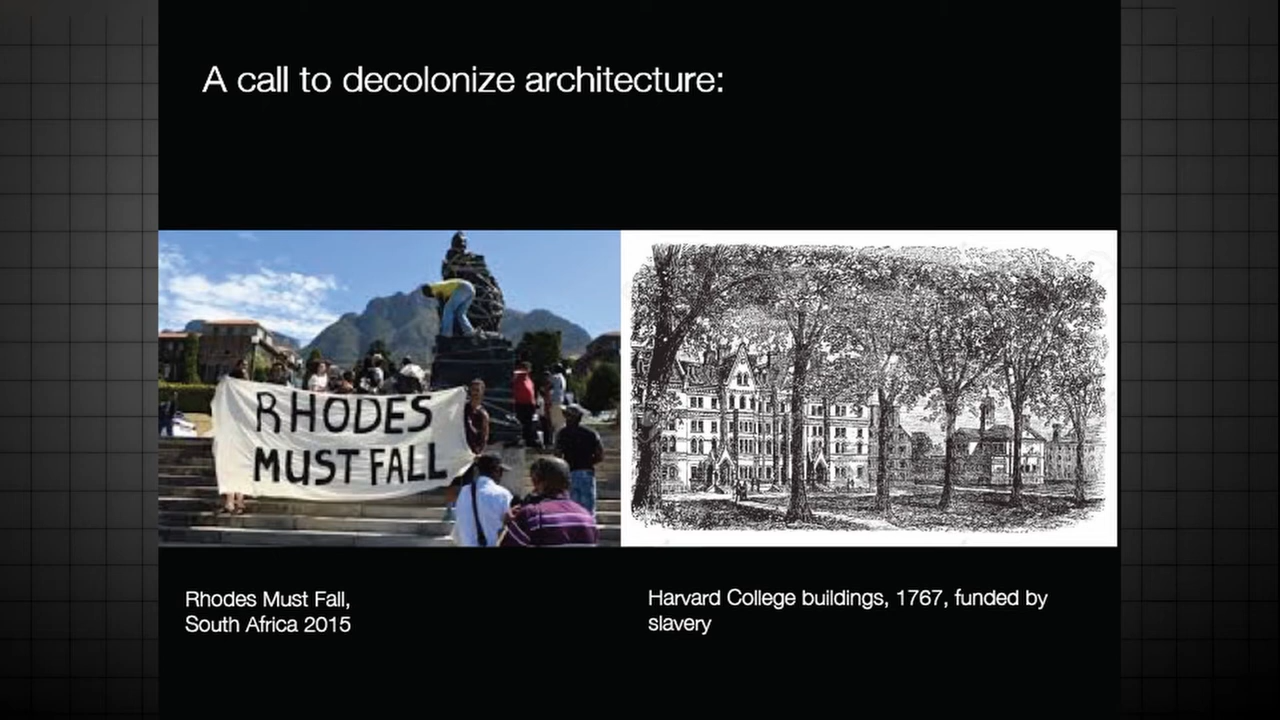 A call to decolonize architecture:
RHODES
MUST FALL
Rhodes Must Fall,
South Africa 2015
Harvard College buildings, 1767, funded by
slavery